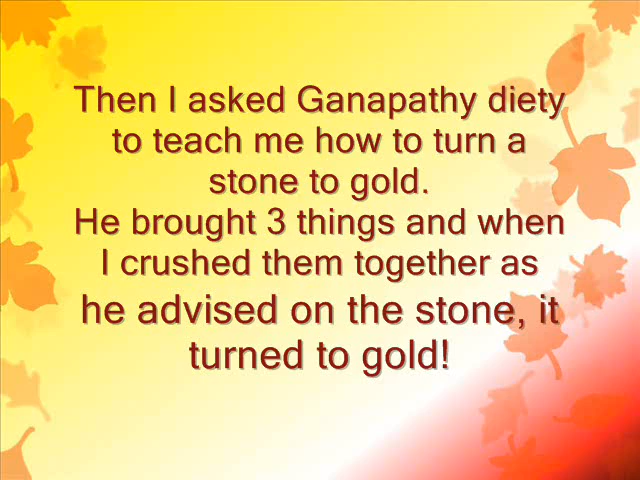 Then I asked Ganapathy diety
to teach me how to turn a
stone to gold.
He brought 3 things and when
I crushed them together as
he advised on the stone, it
turned to gold!